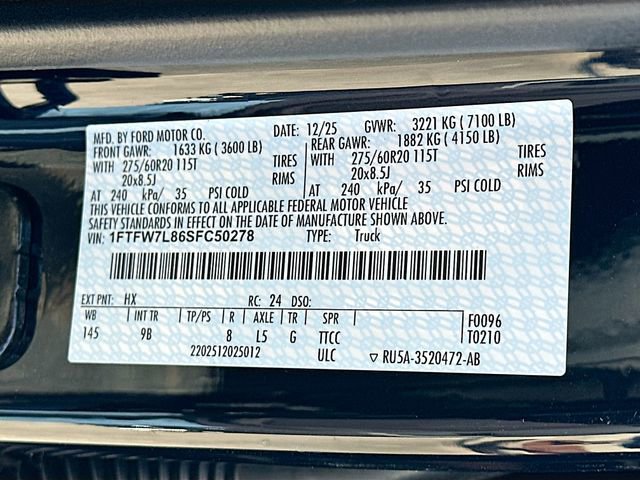 MFD. BY FORD MOTOR CO. DATE: 12/25 GVWR: 3221 KG ( 7100 LB)
FRONT GAWR: 1633 KG ( 3600 LB) REAR GAWR: 1882 KG ( 4150 LB)
WITH 275/60R20 115T TIRES WITH 275/60R20 115T TIRES
20x8.5J RIMS 20x8.5J RIMS
AT 240 kPa/ 35 PSI COLD AT 240 kPa/ 35 PSI COLD
THIS VEHICLE CONFORMS TO ALL APPLICABLE FEDERAL MOTOR VEHICLE
SAFETY STANDARDS IN EFFECT ON THE DATE OF MANUFACTURE SHOWN ABOVE.
VIN: 1FTFW7L86SFC50278 TYPE: Truck
EXT PNT: HX RC: 24 DSO:
WB INT TR TP/PS R AXLE TR SPR F0096
145 9B 8 L5 G TTCC T0210
2202512025012 ULC ▽ RU5A-3520472-AB